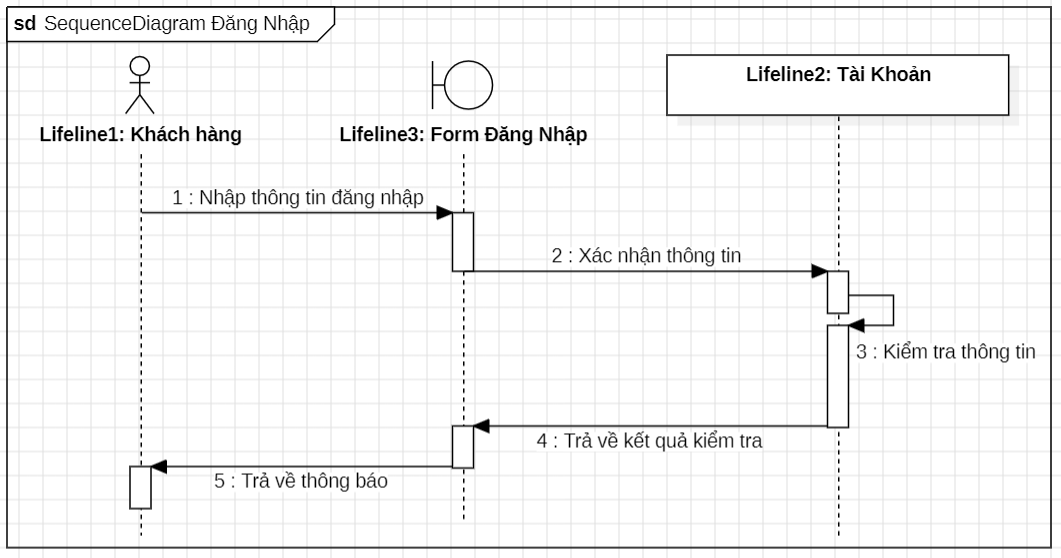 sd SequenceDiagram Đăng Nhập
Lifeline1: Khách hàng
Lifeline3: Form Đăng Nhập
Lifeline2: Tài Khoản
1 : Nhập thông tin đăng nhập
2 : Xác nhận thông tin
3 : Kiểm tra thông tin
4 : Trả về kết quả kiểm tra
5 : Trả về thông báo